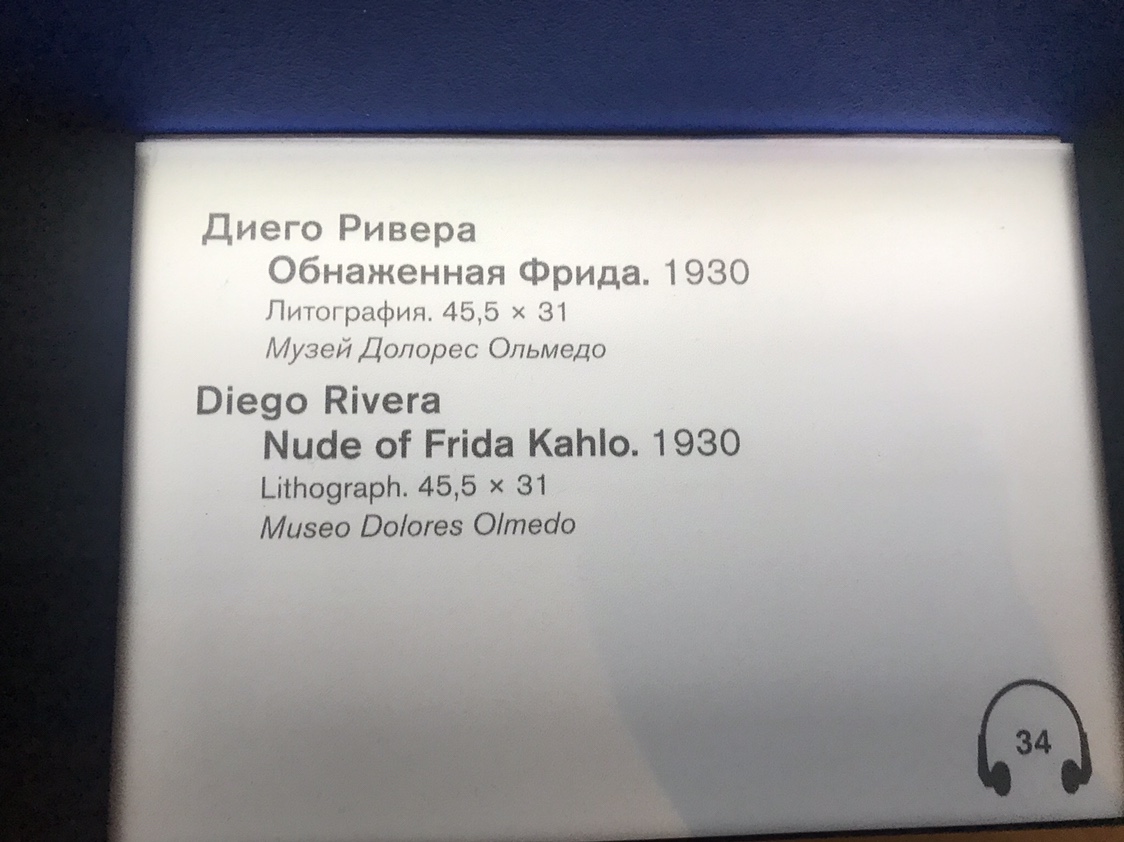 Диего Ривера
Обнаженная Фрида. 1930
Литография. 45,5 × 31
Музей Долорес Ольмедо
Diego Rivera
Nude of Frida Kahlo. 1930
Lithograph. 45,5 × 31
Museo Dolores Olmedo
34